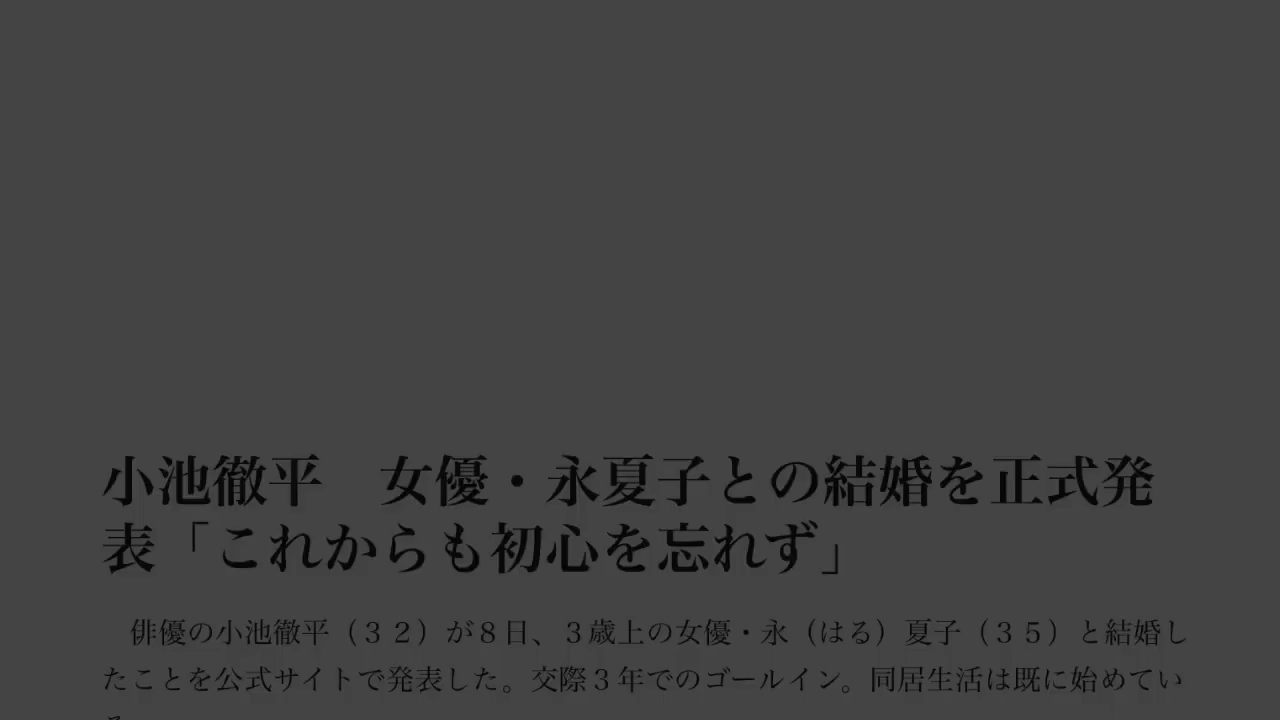 小池徹平　女優・永夏子との結婚を正式発
表「これからも初心を忘れず」
俳優の小池徹平（３２）が８日、３歳上の女優・永（はる）夏子（３５）と結婚し
たことを公式サイトで発表した。交際３年でのゴールイン。同居生活は既に始めてい